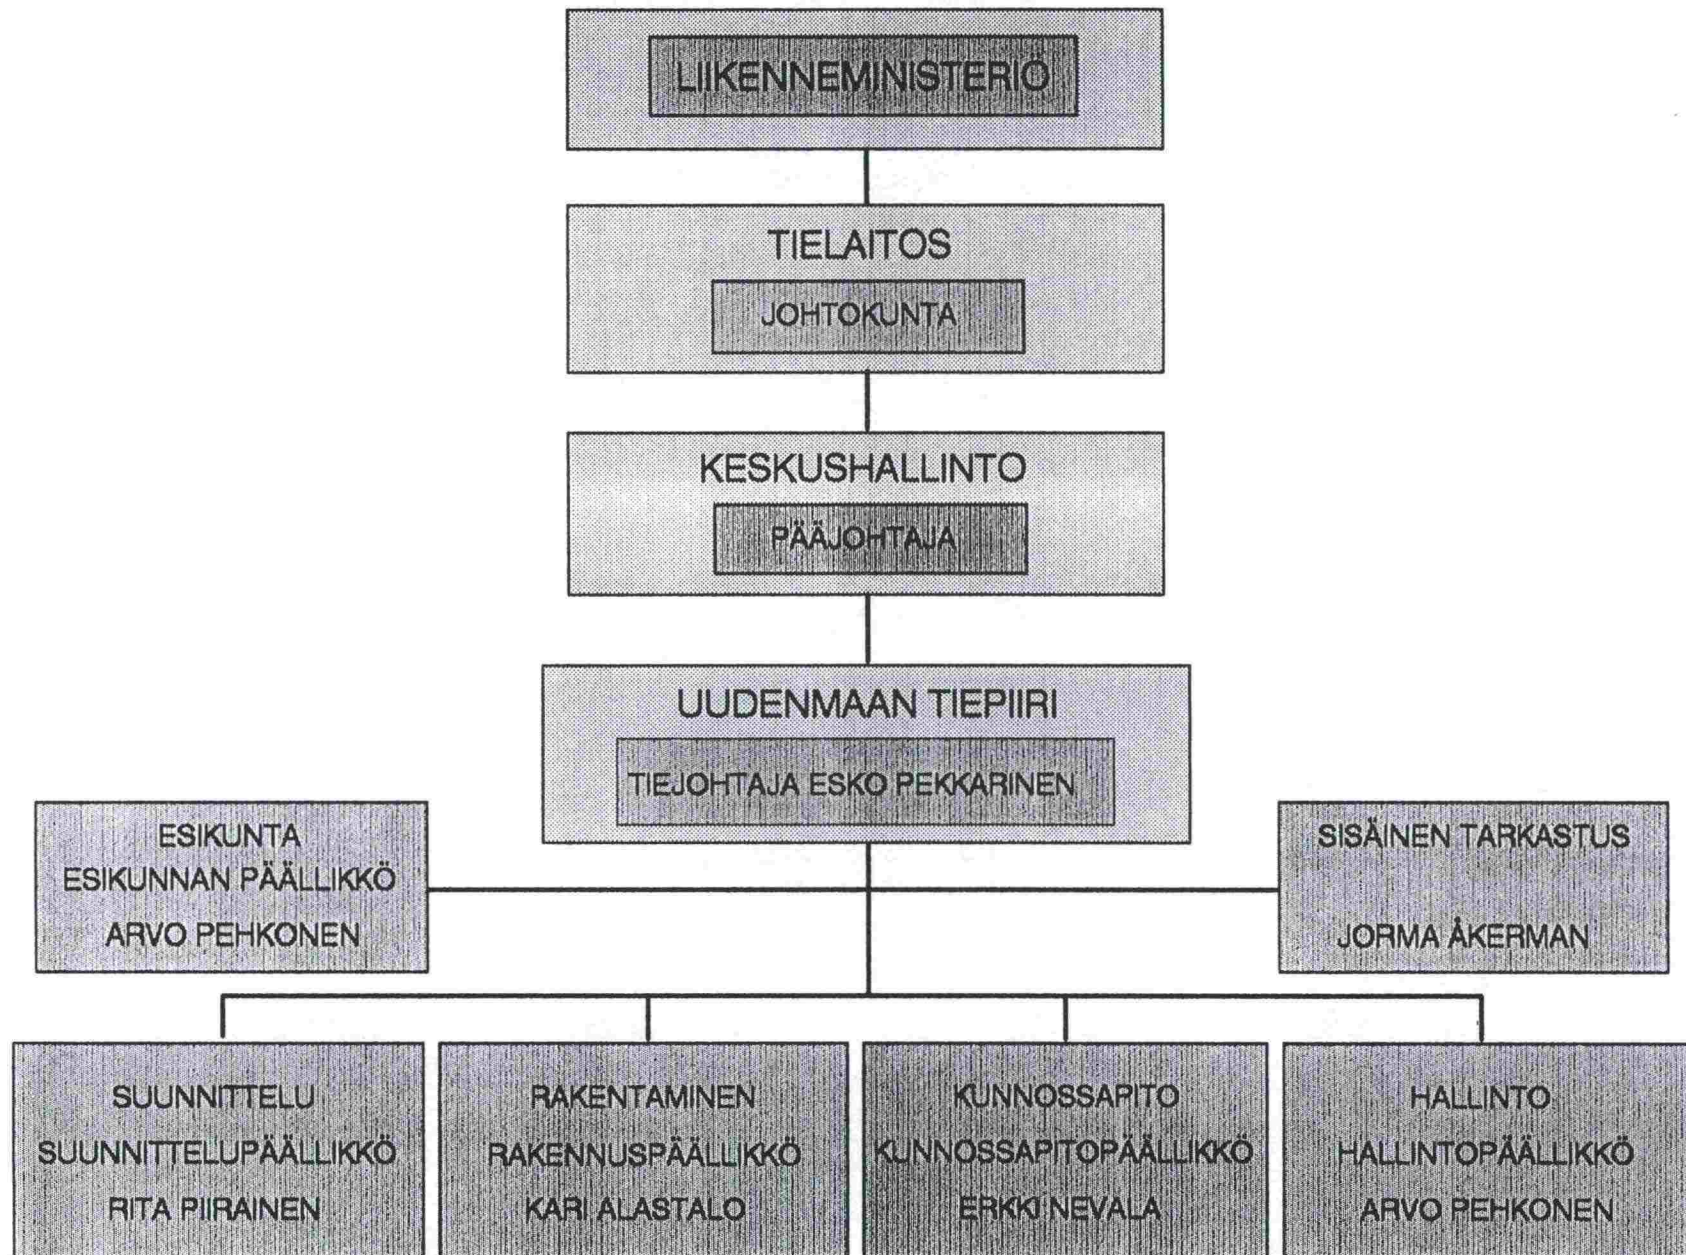 LIIKENNEMINISTERIÖ
TIELAITOS
JOHTOKUNTA
KESKUSHALLINTO
PÄÄJOHTAJA
UUDENMAAN TIEPIIRI
TIEJOHTAJA ESKO PEKKARINEN
ESIKUNTA
ESIKUNNAN PÄÄLLIKKÖ
ARVO PEHKONEN
SISÄINEN TARKASTUS
JORMA ÅKERMAN
SUUNNITTELU
SUUNNITTELUPÄÄLLIKKÖ
RITA PIIRAINEN
RAKENTAMINEN
RAKENNUSPÄÄLLIKKÖ
KARI ALASTALO
KUNNOSSAPITO
KUNNOSSAPITOPÄÄLLIKKÖ
ERKKI NEVALA
HALLINTO
HALLINTOPÄÄLLIKKÖ
ARVO PEHKONEN